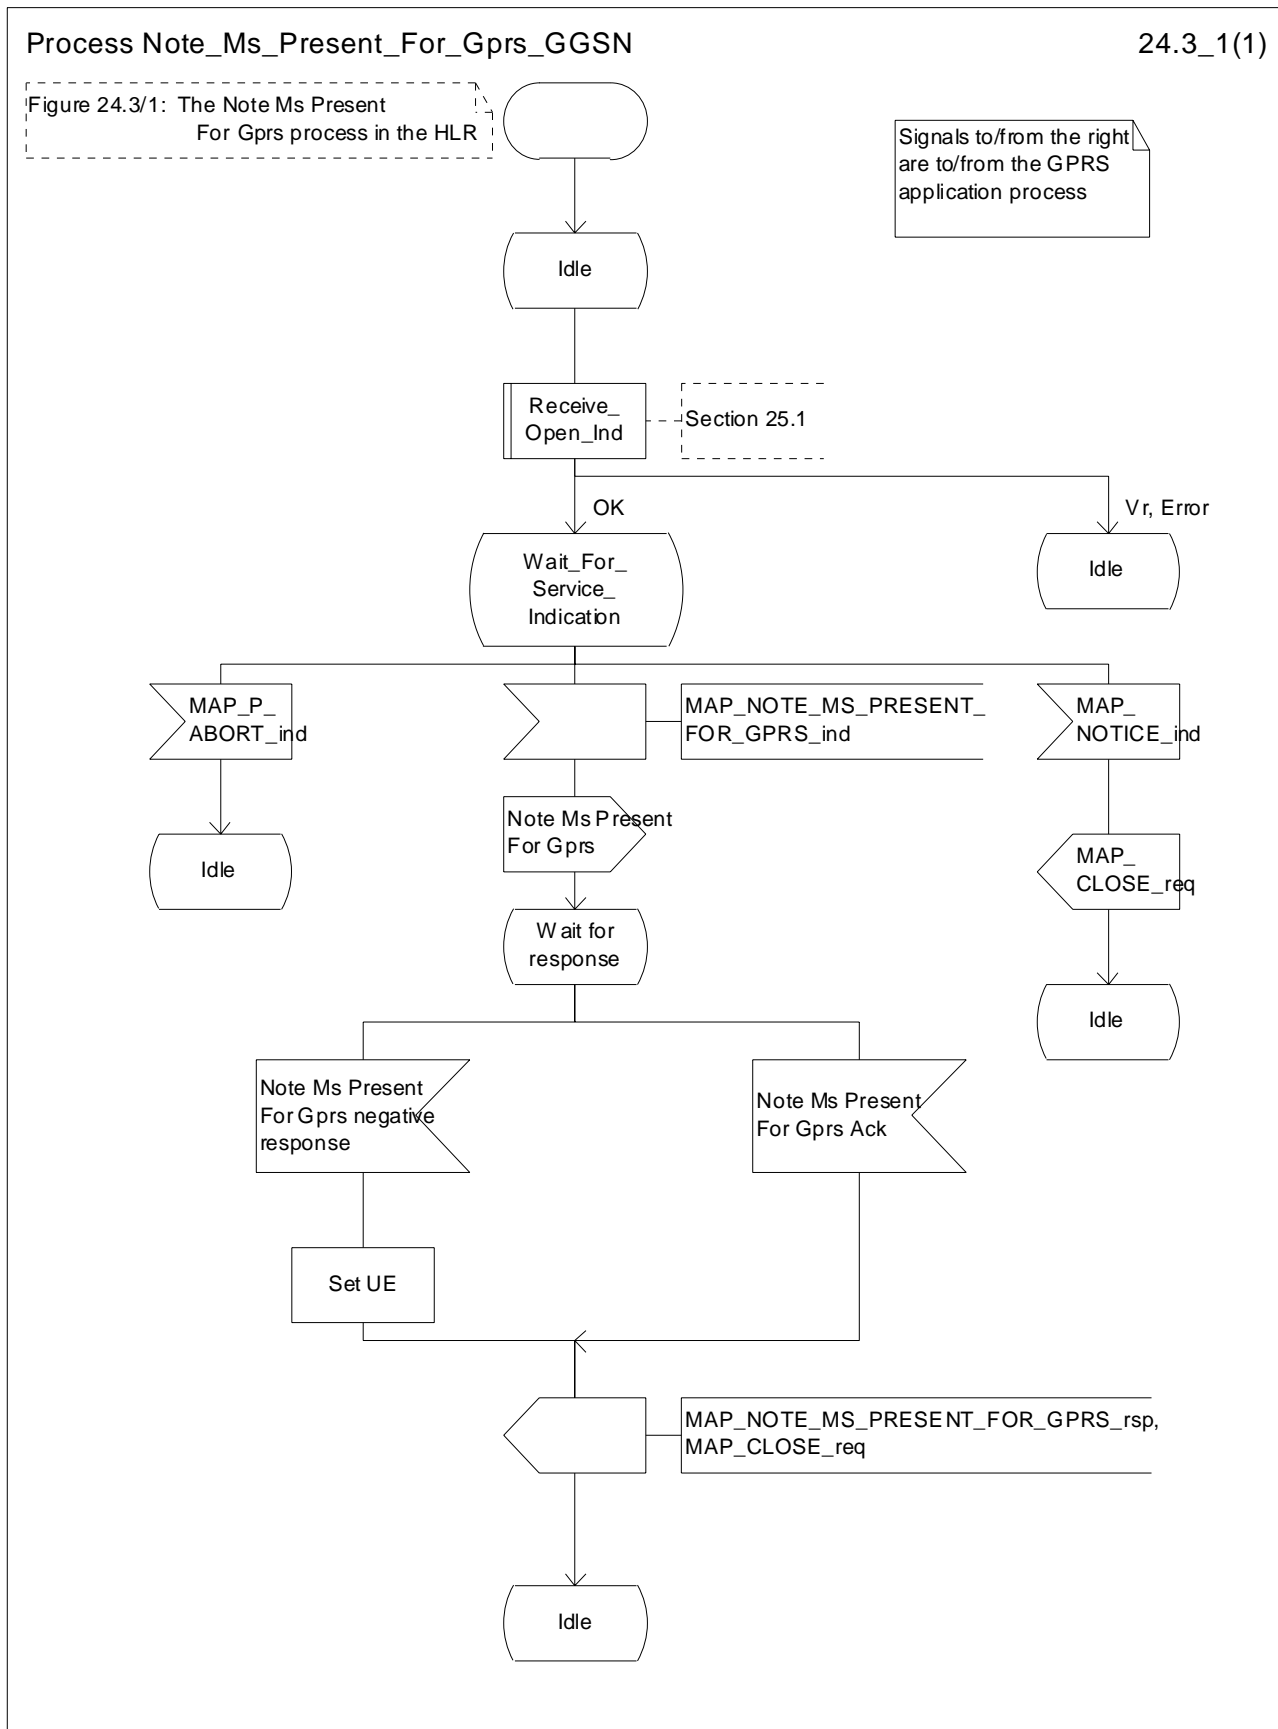 Process Note_Ms_Present_For_Gprs_GGSN
24.3_1(1)
Figure 24.3/1: The Note Ms Present
For Gprs process in the HLR
Signals to/from the right
are to/from the GPRS
application process
Idle
Receive_
Open_Ind
Section 25.1
OK
Vr, Error
Wait_For_
Service_
Indication
Idle
MAP_P_
ABORT_ind
MAP_NOTE_MS_PRESENT_
FOR_GPRS_ind
MAP_
NOTICE_ind
Note Ms Present
For Gprs
Idle
MAP_
CLOSE_req
Wait for
response
Idle
Note Ms Present
For Gprs negative
response
Note Ms Present
For Gprs Ack
Set UE
MAP_NOTE_MS_PRESENT_FOR_GPRS_rsp,
MAP_CLOSE_req
Idle